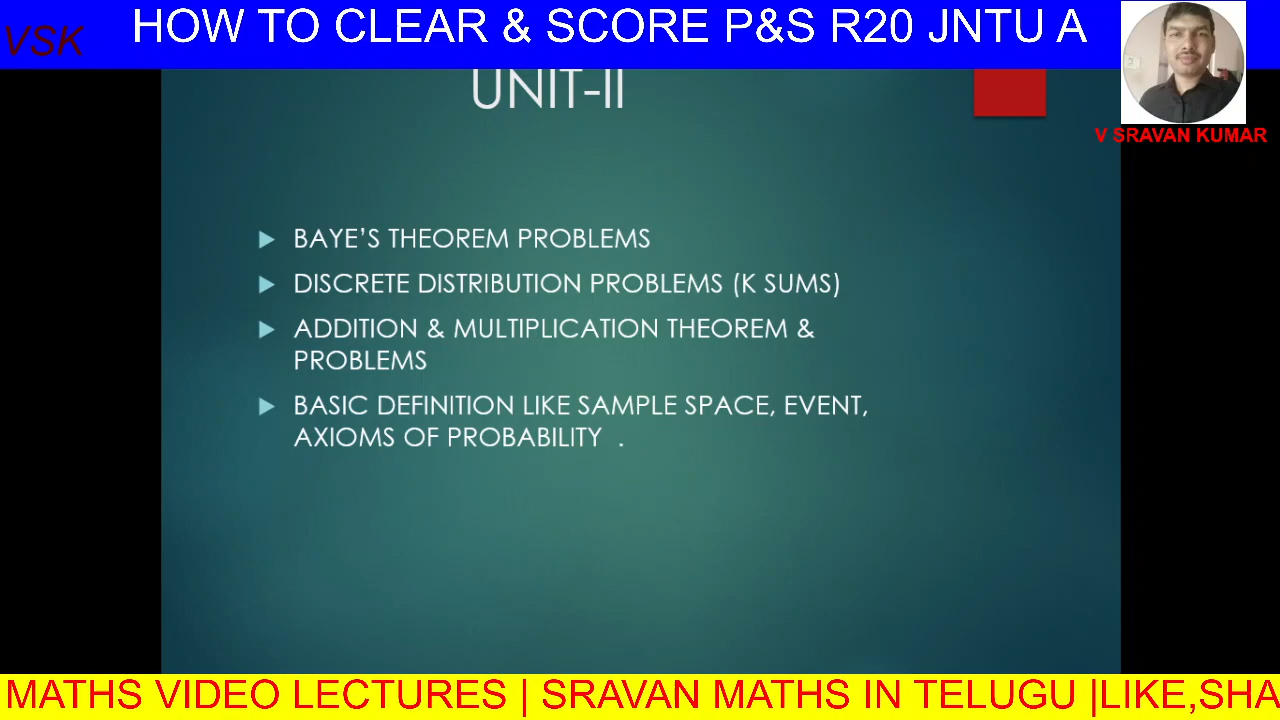 VSK
HOW TO CLEAR & SCORE P&S R20 JNTU A
V SRAVAN KUMAR
UNIT-II
BAYE'S THEOREM PROBLEMS
DISCRETE DISTRIBUTION PROBLEMS (K SUMS)
ADDITION & MULTIPLICATION THEOREM &
PROBLEMS
BASIC DEFINITION LIKE SAMPLE SPACE, EVENT,
AXIOMS OF PROBABILITY .
MATHS VIDEO LECTURES | SRAVAN MATHS IN TELUGU |LIKE,SHA